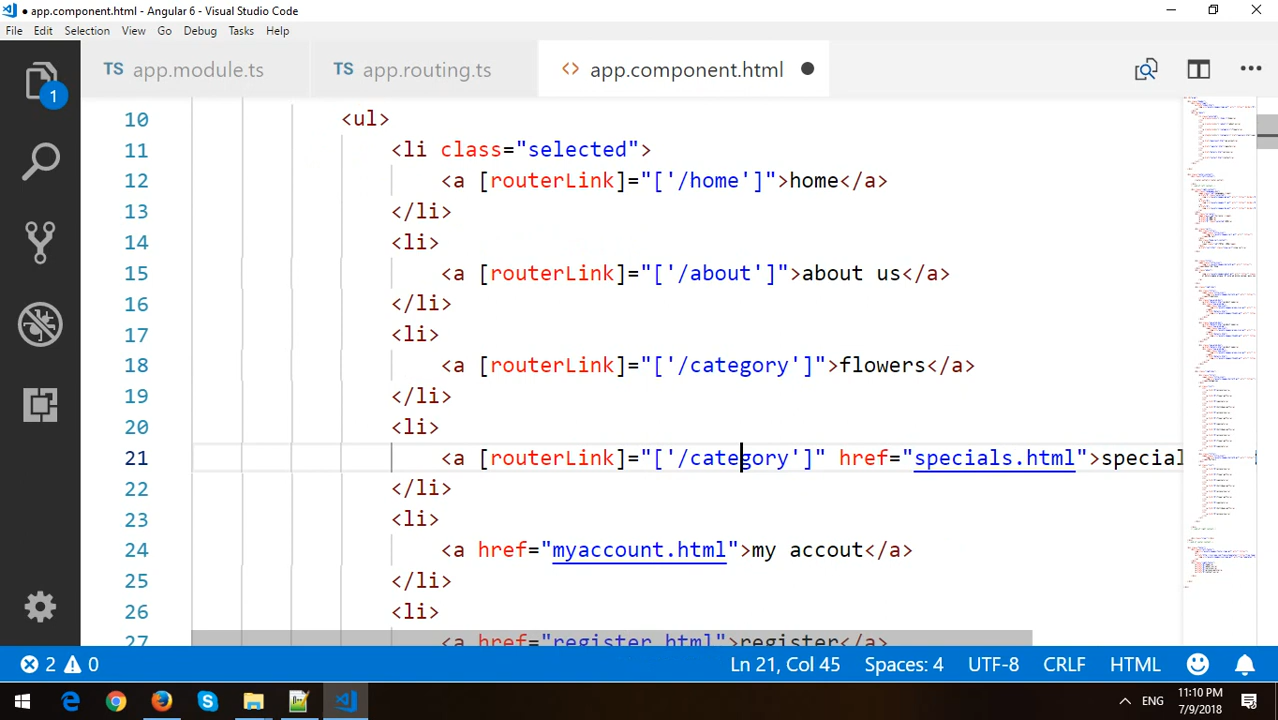 app.component.html - Angular 6 - Visual Studio Code
File Edit Selection View Go Debug Tasks Help
TS app.module.ts TS app.routing.ts <> app.component.html
1
10 <ul>
11 <li class="selected">
12 <a [routerLink]="['/home']">home</a>
13 </li>
14 <li>
15 <a [routerLink]="['/about']">about us</a>
16 </li>
17 <li>
18 <a [routerLink]="['/category']">flowers</a>
19 </li>
20 <li>
21 <a [routerLink]="['/category']" href="specials.html">special
22 </li>
23 <li>
24 <a href="myaccount.html">my accout</a>
25 </li>
26 <li>
27 <a href="register.html">register</a>
2 0 Ln 21, Col 45 Spaces: 4 UTF-8 CRLF HTML
ENG 11:10 PM
7/9/2018